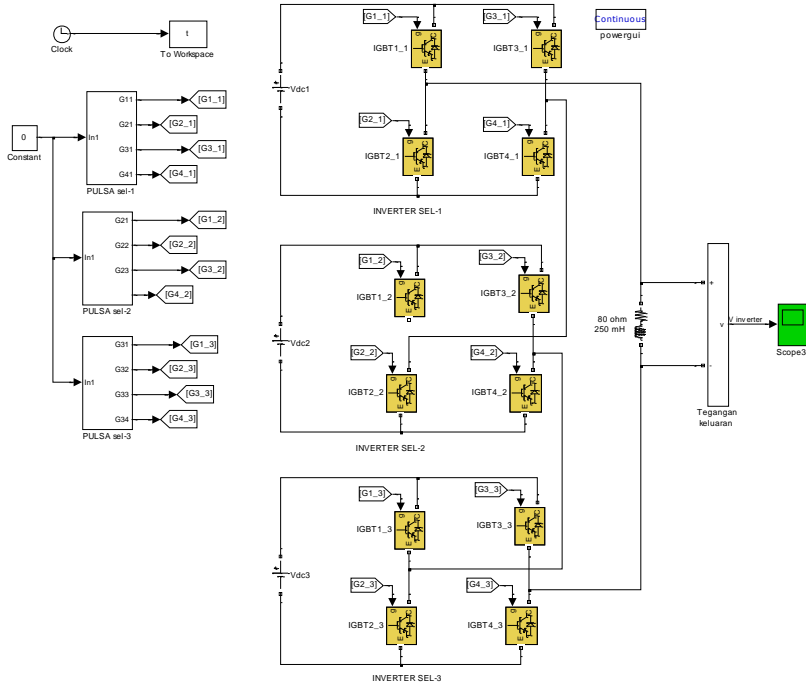 Clock
t
To Workspace
0
Constant
In1
G11
G21
G31
G41
PULSA sel-1
[G1_1]
[G2_1]
[G3_1]
[G4_1]
In1
G21
G22
G23
PULSA sel-2
[G1_2]
[G2_2]
[G3_2]
[G4_2]
In1
G31
G32
G33
G34
PULSA sel-3
[G1_3]
[G2_3]
[G3_3]
[G4_3]
Vdc1
[G1_1]
g
C
E
IGBT1_1
[G3_1]
g
C
E
IGBT3_1
[G2_1]
g
C
E
IGBT2_1
[G4_1]
g
C
E
IGBT4_1
INVERTER SEL-1
Vdc2
[G1_2]
g
C
E
IGBT1_2
[G3_2]
g
C
E
IGBT3_2
[G2_2]
g
C
E
IGBT2_2
[G4_2]
g
C
E
IGBT4_2
INVERTER SEL-2
Vdc3
[G1_3]
g
C
E
IGBT1_3
[G3_3]
g
C
E
IGBT3_3
[G2_3]
g
C
E
IGBT2_3
[G4_3]
g
C
E
IGBT4_3
INVERTER SEL-3
Continuous
powergui
80 ohm
250 mH
+
-
v
Tegangan
keluaran
V inverter
Scope3